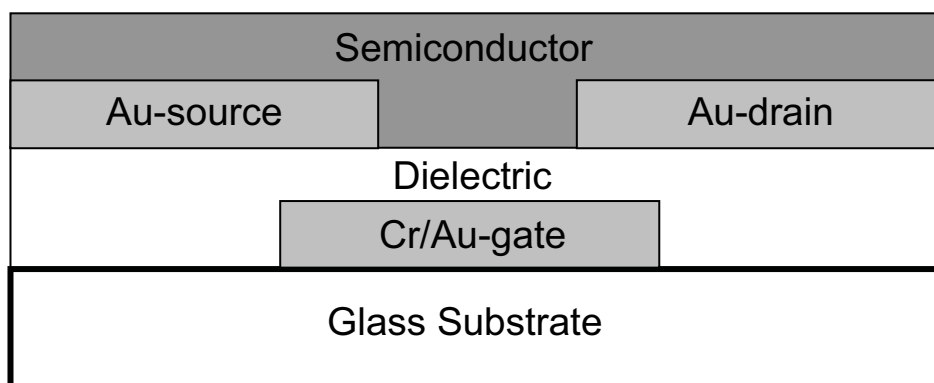 Semiconductor
Au-source
Au-drain
Dielectric
Cr/Au-gate
Glass Substrate